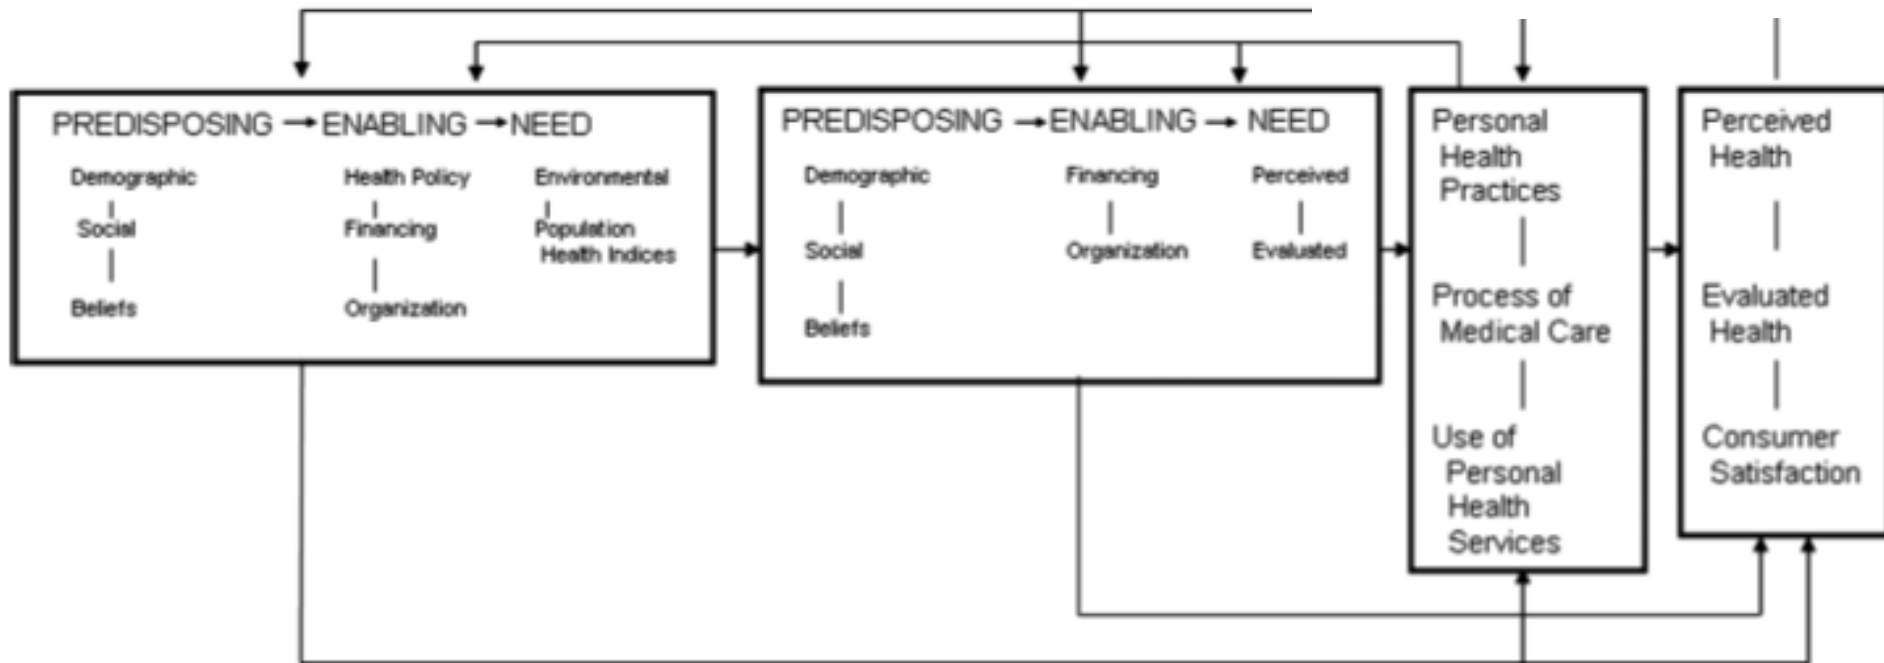 PREDISPOSING → ENABLING → NEED
Demographic
Social
Beliefs
Health Policy
Financing
Organization
Environmental
Population
Health Indices
PREDISPOSING → ENABLING → NEED
Demographic
Social
Beliefs
Financing
Organization
Perceived
Evaluated
Personal
Health
Practices
Process of
Medical Care
Use of
Personal
Health
Services
Perceived
Health
Evaluated
Health
Consumer
Satisfaction